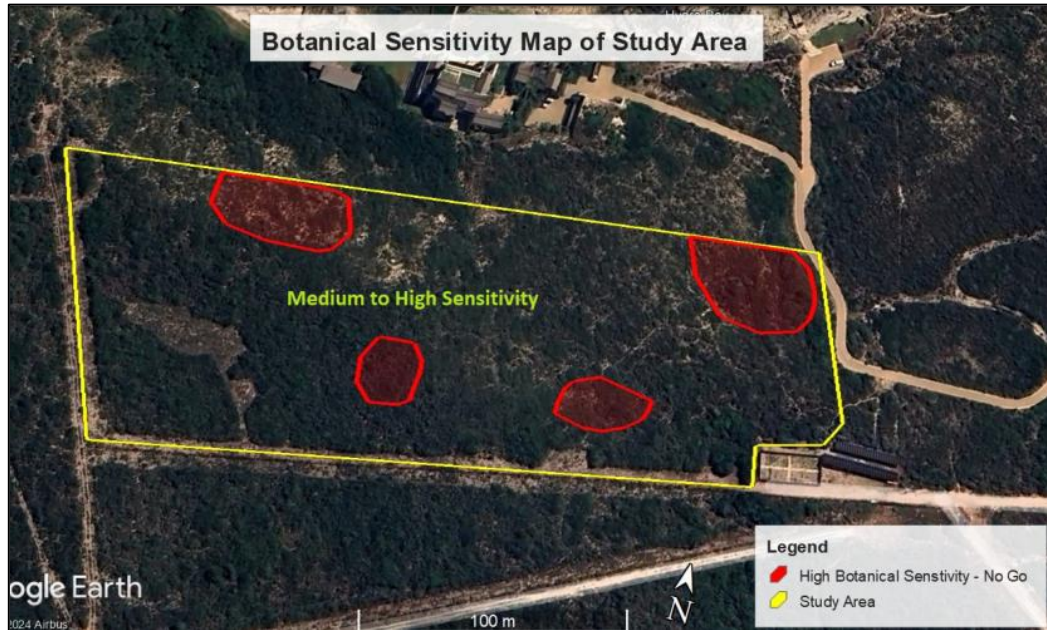 Botanical Sensitivity Map of Study Area
Medium to High Sensitivity
Legend
High Botanical Senstivity - No Go
Study Area
ogle Earth
2024 Airbus
100 m
N